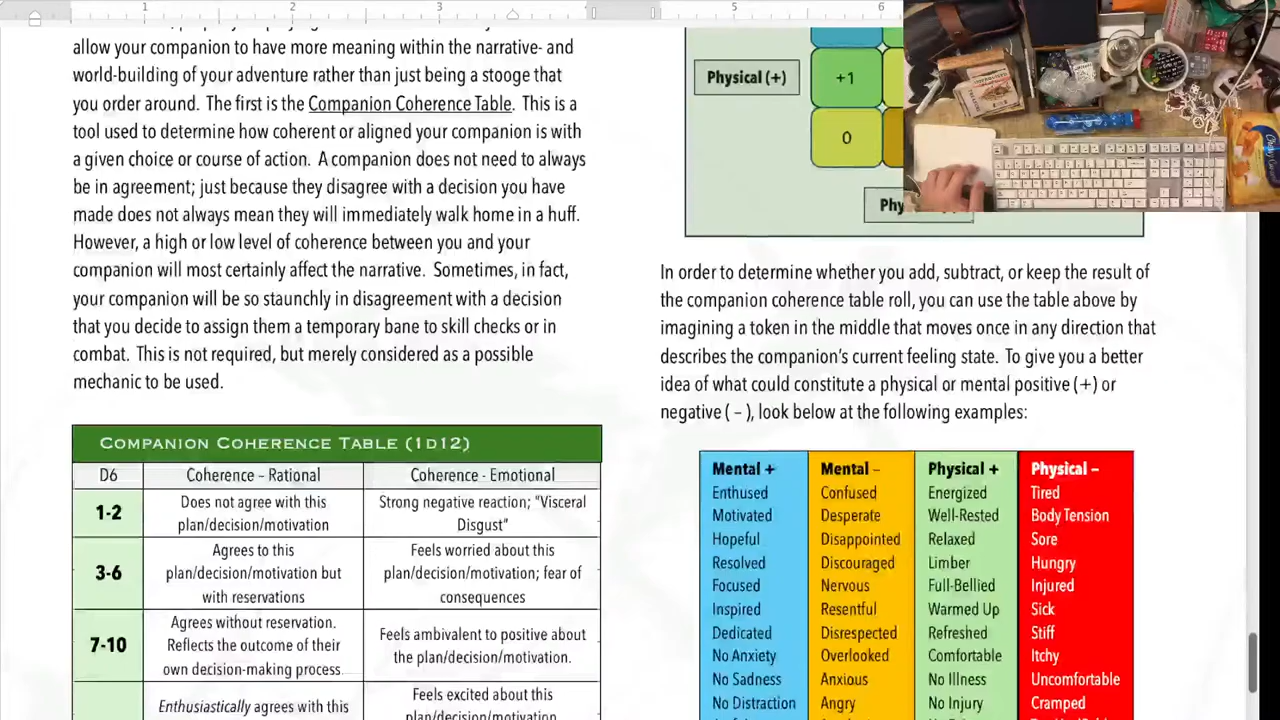 1 2 3 5 6
allow your companion to have more meaning within the narrative- and
world-building of your adventure rather than just being a stooge that
you order around. The first is the Companion Coherence Table. This is a
tool used to determine how coherent or aligned your companion is with
a given choice or course of action. A companion does not need to always
be in agreement; just because they disagree with a decision you have
made does not always mean they will immediately walk home in a huff.
However, a high or low level of coherence between you and your
companion will most certainly affect the narrative. Sometimes, in fact,
your companion will be so staunchly in disagreement with a decision
that you decide to assign them a temporary bane to skill checks or in
combat. This is not required, but merely considered as a possible
mechanic to be used.
Companion Coherence Table (1d12)
D6 Coherence – Rational Coherence - Emotional
1-2 Does not agree with this plan/decision/motivation Strong negative reaction; “Visceral Disgust”
3-6 Agrees to this plan/decision/motivation but with reservations Feels worried about this plan/decision/motivation; fear of consequences
7-10 Agrees without reservation. Reflects the outcome of their own decision-making process Feels ambivalent to positive about the plan/decision/motivation.
Enthusiastically agrees with this Feels excited about this plan/decision/motivation
Physical (+) +1
0
In order to determine whether you add, subtract, or keep the result of
the companion coherence table roll, you can use the table above by
imagining a token in the middle that moves once in any direction that
describes the companion’s current feeling state. To give you a better
idea of what could constitute a physical or mental positive (+) or
negative ( – ), look below at the following examples:
Mental + Mental – Physical + Physical –
Enthused Confused Energized Tired
Motivated Desperate Well-Rested Body Tension
Hopeful Disappointed Relaxed Sore
Resolved Discouraged Limber Hungry
Focused Nervous Full-Bellied Injured
Inspired Resentful Warmed Up Sick
Dedicated Disrespected Refreshed Stiff
No Anxiety Overlooked Comfortable Itchy
No Sadness Anxious No Illness Uncomfortable
No Distraction Angry No Injury Cramped